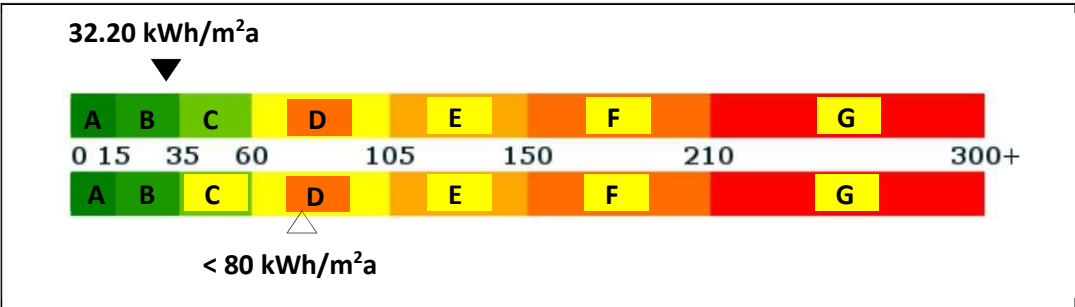 32.20 kWh/m²a
A B C D E F G
0 15 35 60 105 150 210 300+
A B C D E F G
< 80 kWh/m²a